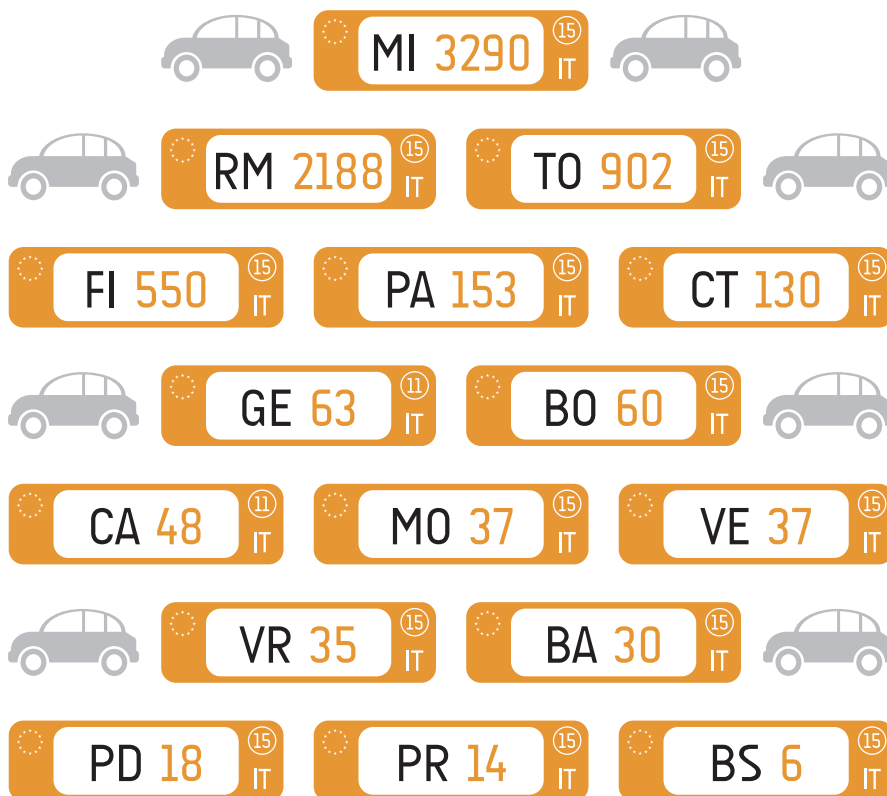 MI 3290 15 IT
RM 2188 15 IT
TO 902 15 IT
FI 550 15 IT
PA 153 15 IT
CT 130 15 IT
GE 63 11 IT
BO 60 15 IT
CA 48 11 IT
MO 37 15 IT
VE 37 15 IT
VR 35 15 IT
BA 30 15 IT
PD 18 15 IT
PR 14 15 IT
BS 6 15 IT